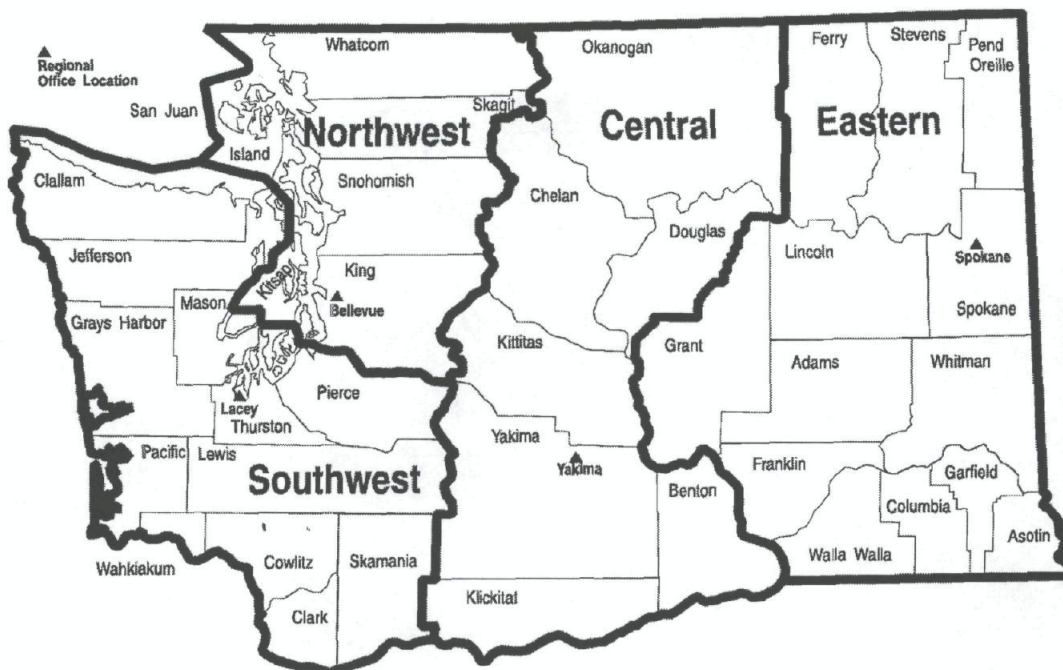 Whatcom
Okanogan
Ferry
Stevens
Pend
Oreille
▲
Regional
Office Location
San Juan
Skagit
Northwest
Central
Eastern
Island
Clallam
Snohomish
Chelan
Douglas
Jefferson
Lincoln
King
Kitsap
▲
Spokane
Mason
▲
Bellevue
Spokane
Grays Harbor
Kittitas
Grant
Adams
Whitman
Pierce
▲
Lacey
Thurston
Yakima
▲
Yakima
Pacific
Lewis
Franklin
Garfield
Southwest
Benton
Columbia
Asotin
Walla Walla
Wahkiakum
Cowlitz
Skamania
Klickitat
Clark